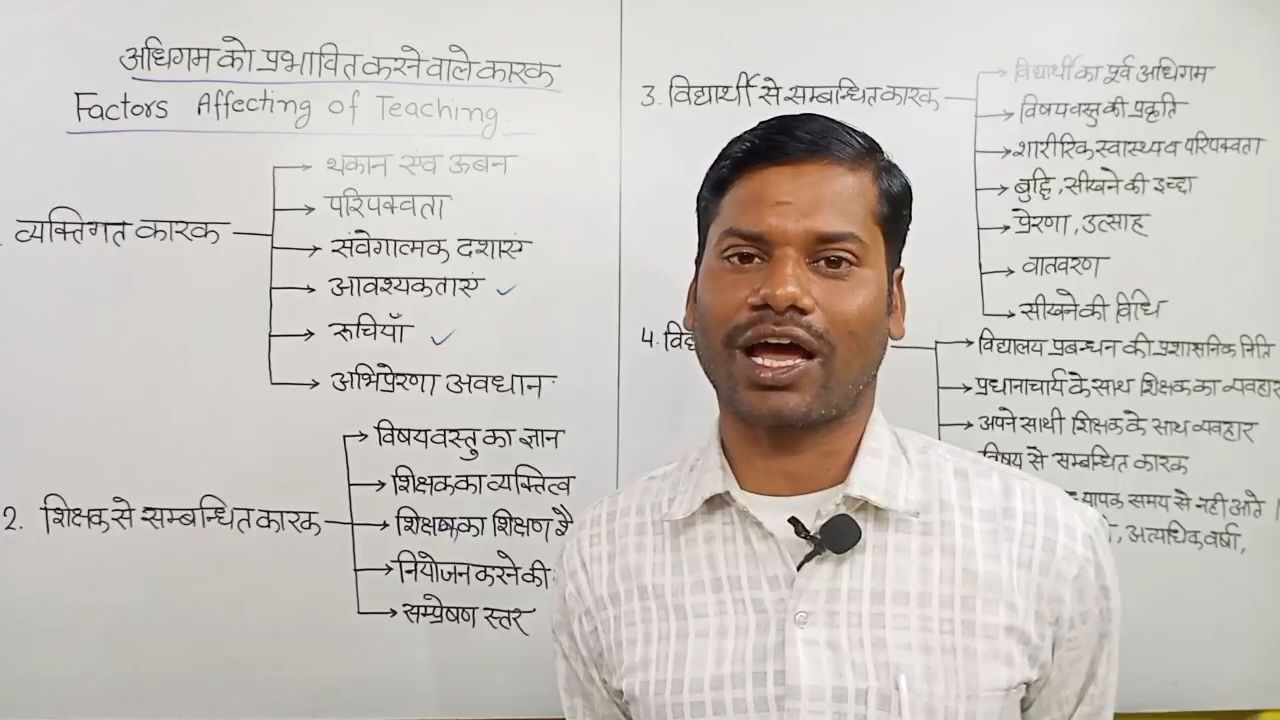 अधिगम को प्रभावित करने वाले कारक
Factors Affecting of Teaching.
व्यक्तिगत कारक
थकान एंव ऊबन
परिपक्वता
संवेगात्मक दशाएं
आवश्यकताएं ✓
रूचियाँ ✓
अभिप्रेरणा अवधान
2. शिक्षक से सम्बन्धित कारक
विषयवस्तु का ज्ञान
शिक्षक का व्यक्तित्व
शिक्षक का शिक्षण
नियोजन करने की
सम्प्रेषण स्तर
3. विद्यार्थी से सम्बन्धित कारक
विद्यार्थी का पूर्व अधिगम
विषयवस्तु की प्रकृति
शारीरिक स्वास्थ्य व परिपक्वता
बुद्धि, सीखने की इच्छा
प्रेरणा, उत्साह
वातवरण
सीखने की विधि
4.
विद्यालय प्रबन्धन की प्रशासनिक निति
प्रधानाचार्य के साथ शिक्षक का व्यवहार
अपने साथी शिक्षक के साथ व्यवहार
विषय से सम्बन्धित कारक
समय से नही आते।
, अत्यधिक वर्षा,